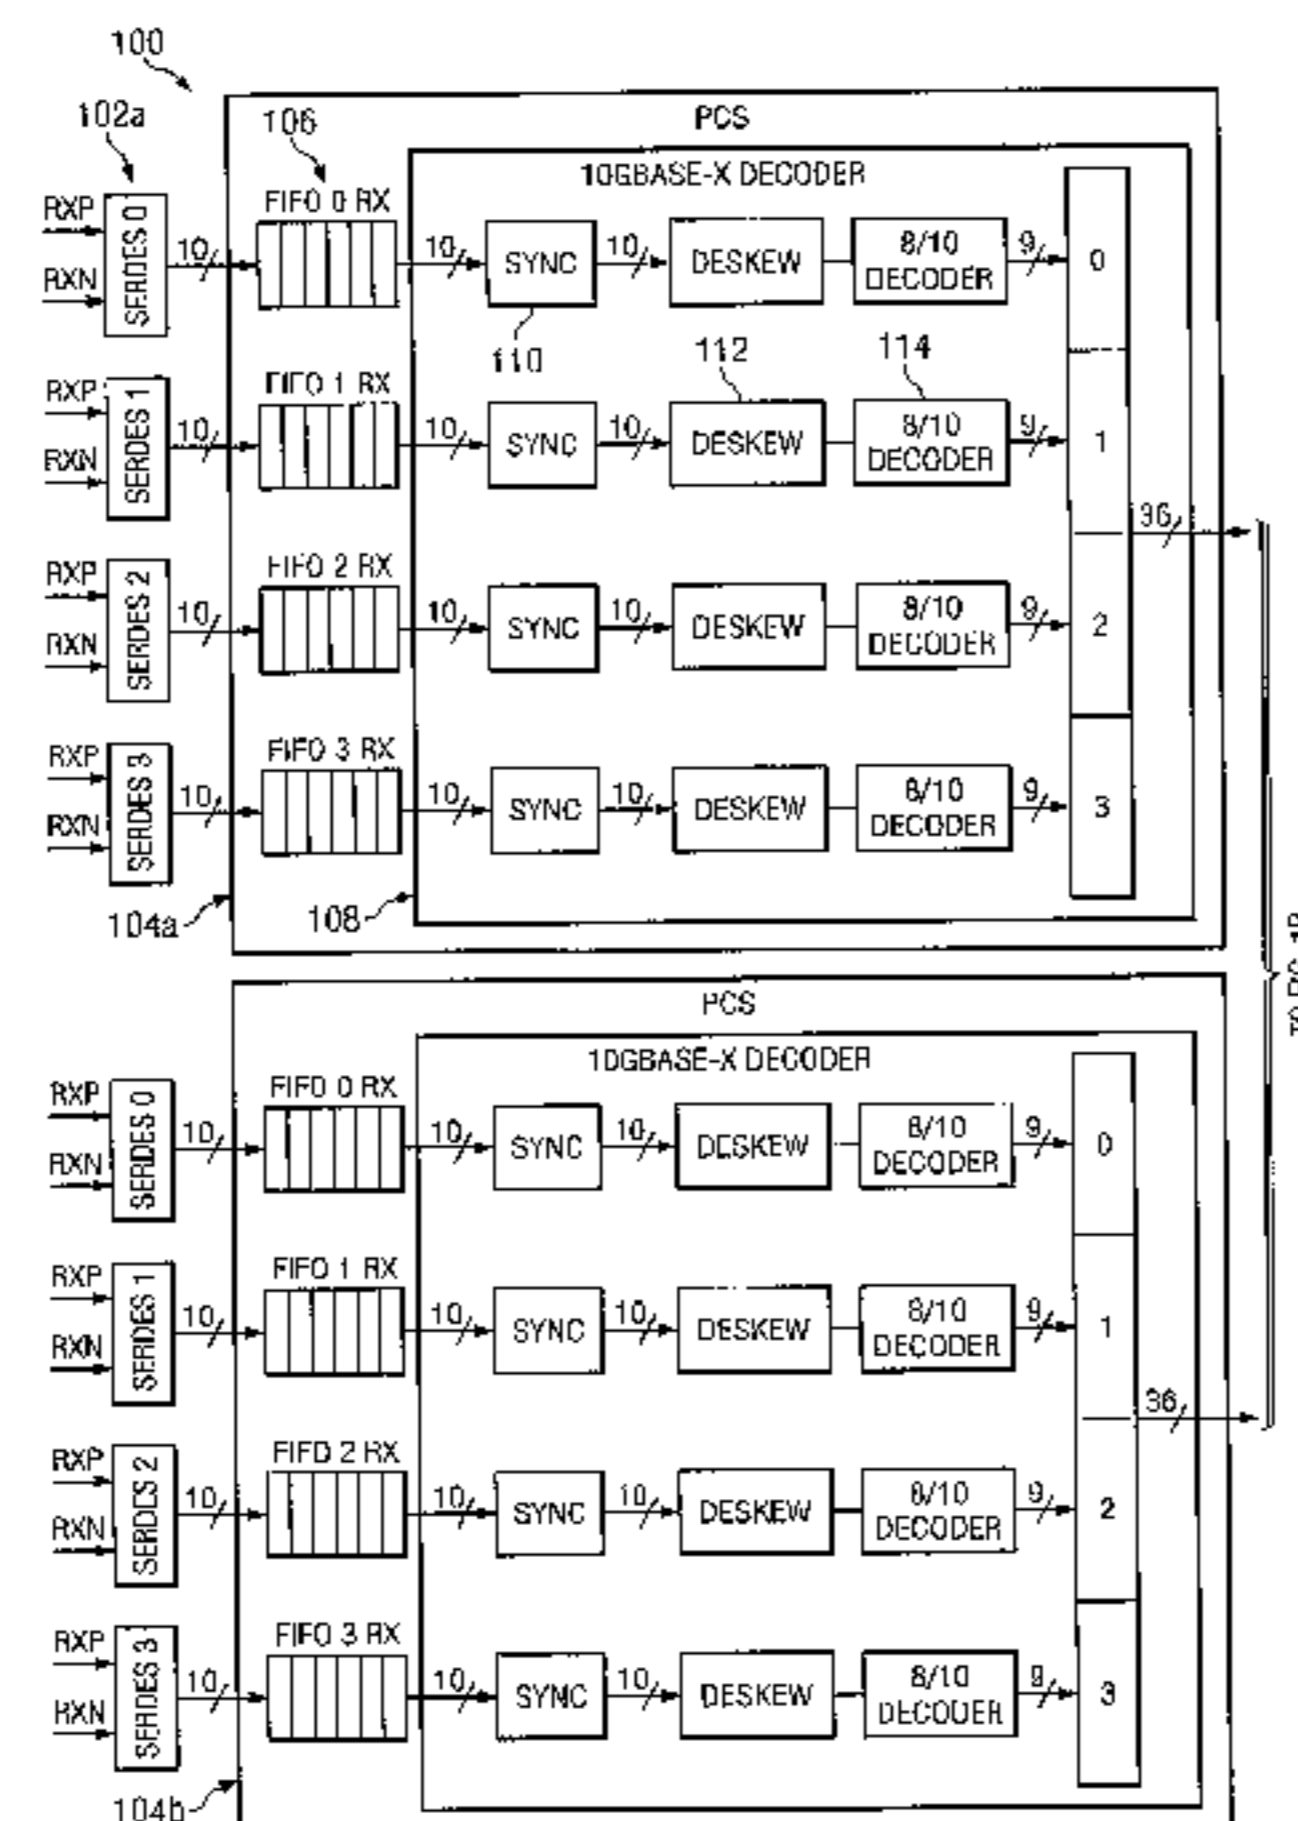 100
102a
106
PCS
10GBASE-X DECODER
FIFO 0 RX
RXP
RXN
SERDES 0
10
10
SYNC
10
DESKEW
8/10
DECODER
9
0
110
112
114
FIFO 1 RX
RXP
RXN
SERDES 1
10
10
SYNC
10
DESKEW
8/10
DECODER
9
1
36
FIFO 2 RX
RXP
RXN
SERDES 2
10
10
SYNC
10
DESKEW
8/10
DECODER
9
2
FIFO 3 RX
RXP
RXN
SERDES 3
10
10
SYNC
10
DESKEW
8/10
DECODER
9
3
104a
108
PCS
10GBASE-X DECODER
FIFO 0 RX
RXP
RXN
SERDES 0
10
10
SYNC
10
DESKEW
8/10
DECODER
9
0
FIFO 1 RX
RXP
RXN
SERDES 1
10
10
SYNC
10
DESKEW
8/10
DECODER
9
1
36
FIFO 2 RX
RXP
RXN
SERDES 2
10
10
SYNC
10
DESKEW
8/10
DECODER
9
2
FIFO 3 RX
RXP
RXN
SERDES 3
10
10
SYNC
10
DESKEW
8/10
DECODER
9
3
104b